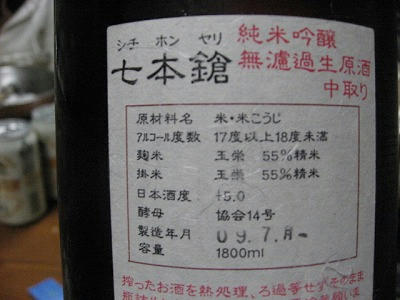 シチ ホン ヤリ
七本鎗
純米吟醸
無濾過生原酒
中取り
原材料名 米・米こうじ
アルコール度数 17度以上18度未満
麹米 玉栄 55%精米
掛米 玉栄 55%精米
日本酒度 +5.0
酵母 協会14号
製造年月 09.7.月
容量 1800ml
搾ったお酒を熱処理、ろ過等せずそのまま